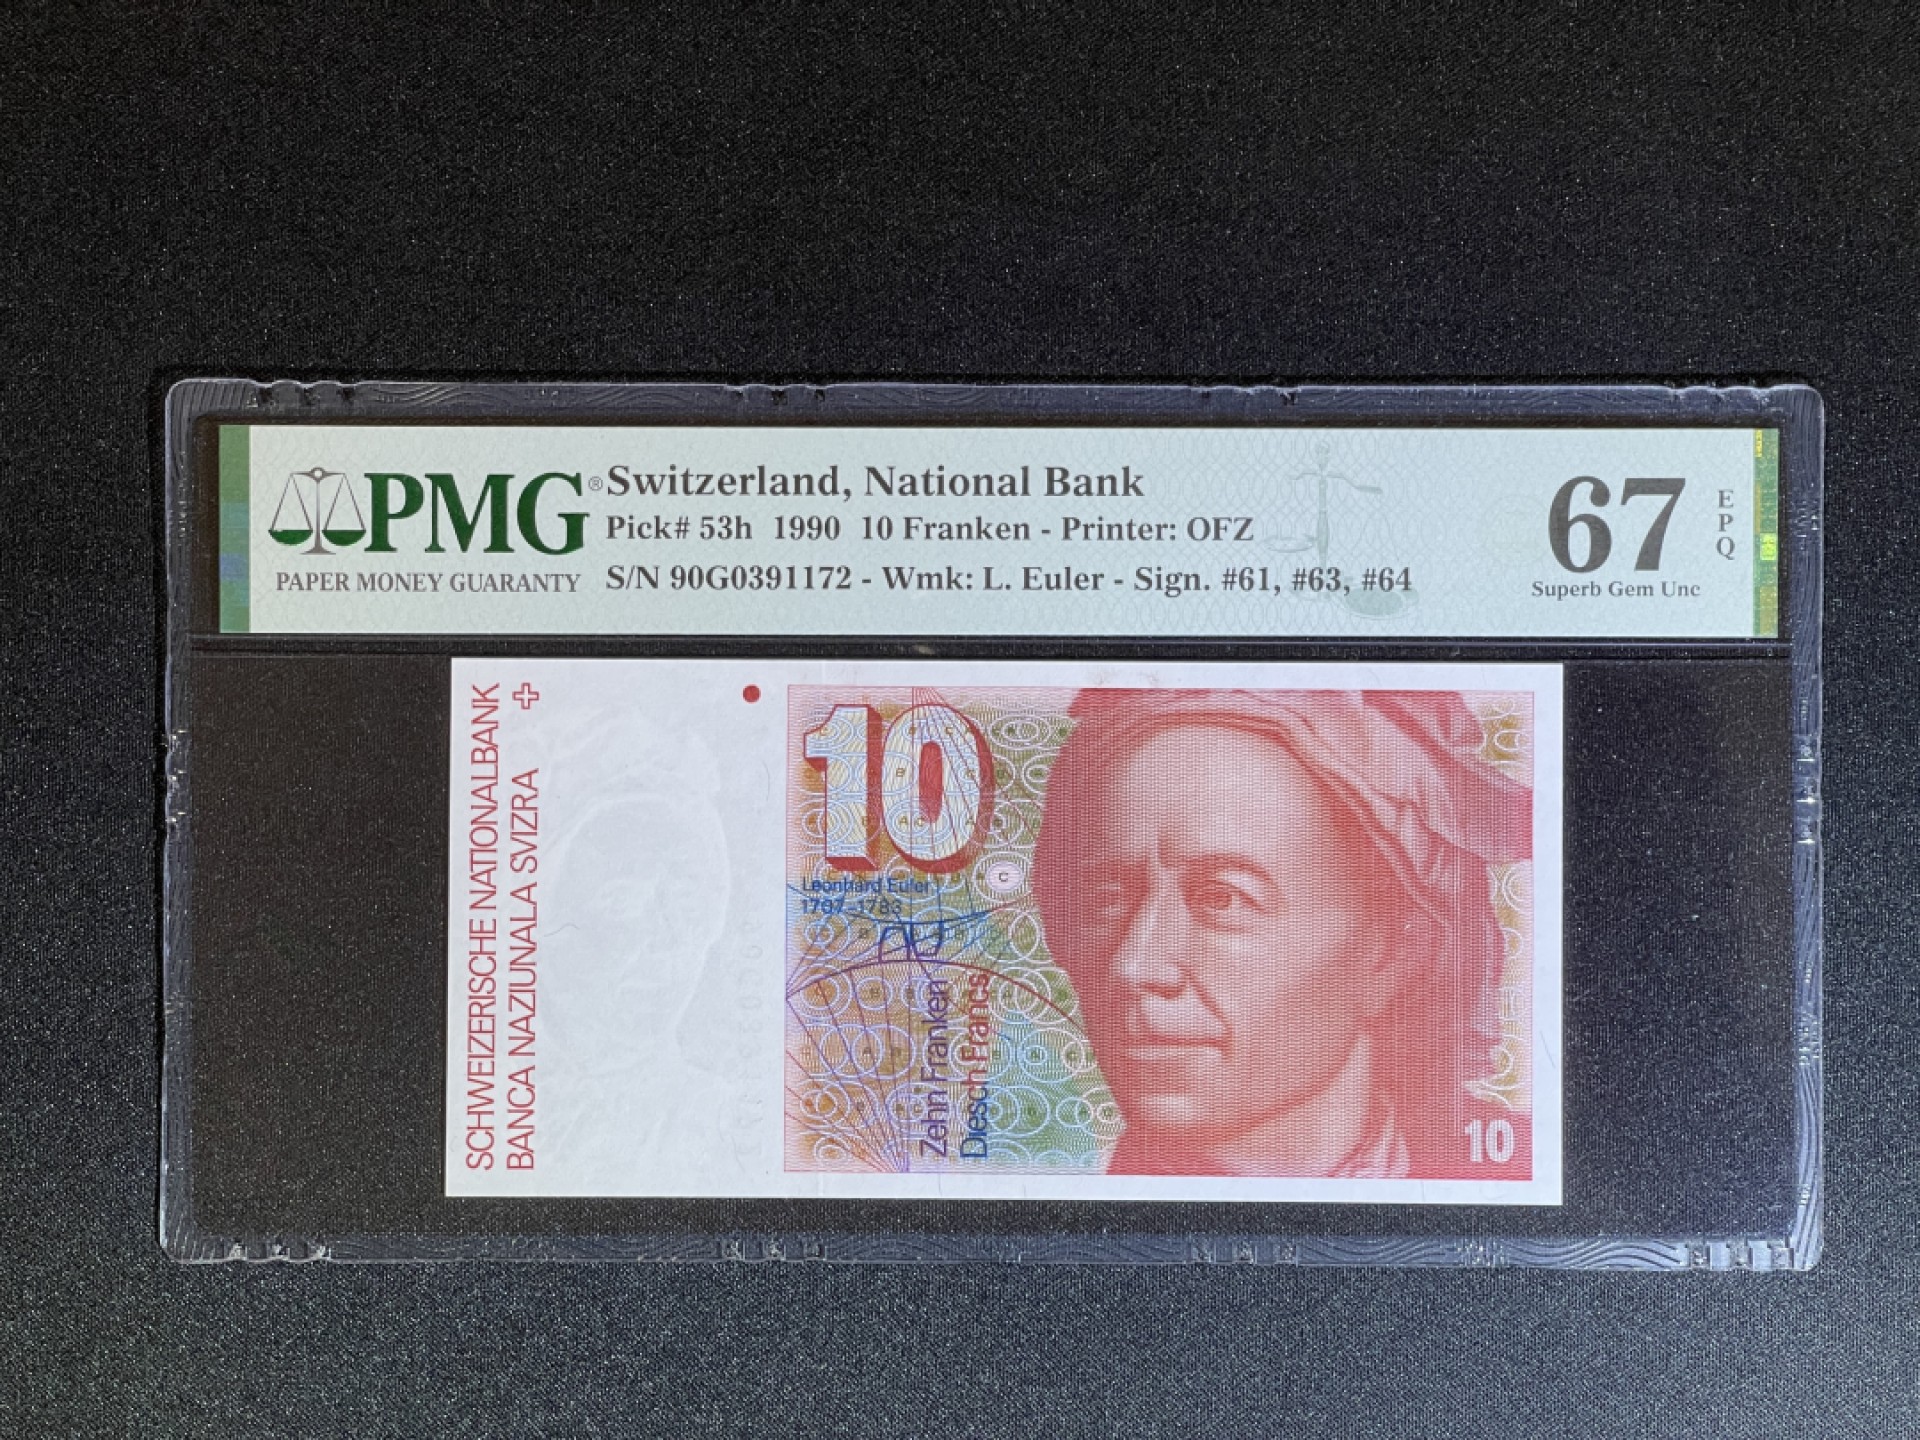 PMG®
PAPER MONEY GUARANTY
Switzerland, National Bank
Pick# 53h 1990 10 Franken - Printer: OFZ
S/N 90G0391172 - Wmk: L. Euler - Sign. #61, #63, #64
67
EPQ
Superb Gem Unc
SCHWEIZERISCHE NATIONALBANK
BANCA NAZIUNALA SVIZRA
10
Leonhard Euler
1707-1783
C
Zehn Franken
Diesch Francs
10